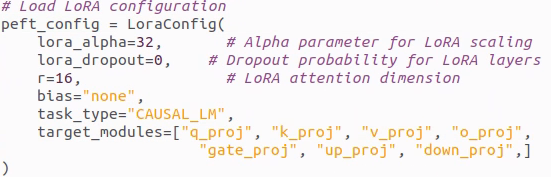 # Load LoRA configuration
peft_config = LoraConfig(
    lora_alpha=32,       # Alpha parameter for LoRA scaling
    lora_dropout=0,    # Dropout probability for LoRA layers
    r=16,                # LoRA attention dimension
    bias="none",
    task_type="CAUSAL_LM",
    target_modules=["q_proj", "k_proj", "v_proj", "o_proj",
                      "gate_proj", "up_proj", "down_proj",]
)